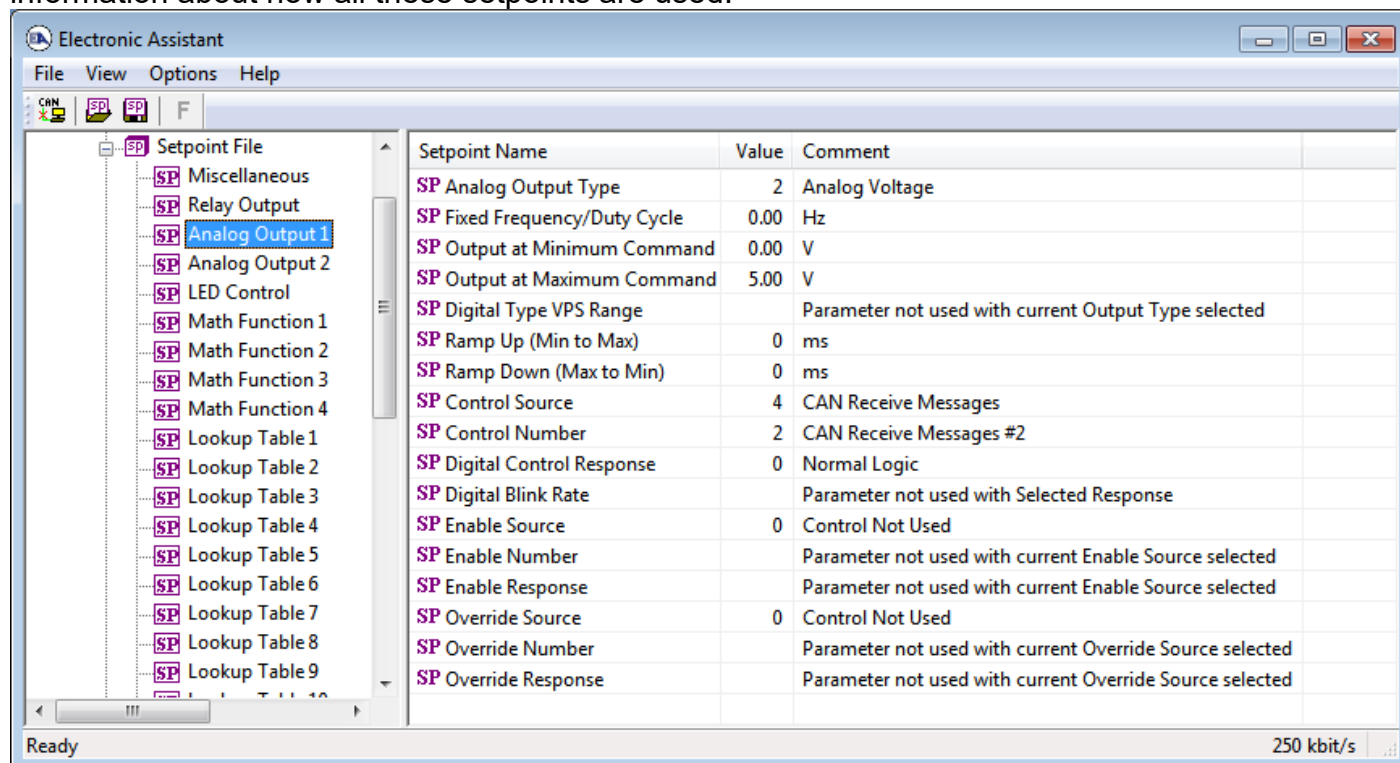 information about how all these setpoints are used.
Electronic Assistant
File View Options Help
CAN SP SP F
Setpoint File
Miscellaneous
Relay Output
Analog Output 1
Analog Output 2
LED Control
Math Function 1
Math Function 2
Math Function 3
Math Function 4
Lookup Table 1
Lookup Table 2
Lookup Table 3
Lookup Table 4
Lookup Table 5
Lookup Table 6
Lookup Table 7
Lookup Table 8
Lookup Table 9
Setpoint Name Value Comment
SP Analog Output Type 2 Analog Voltage
SP Fixed Frequency/Duty Cycle 0.00 Hz
SP Output at Minimum Command 0.00 V
SP Output at Maximum Command 5.00 V
SP Digital Type VPS Range Parameter not used with current Output Type selected
SP Ramp Up (Min to Max) 0 ms
SP Ramp Down (Max to Min) 0 ms
SP Control Source 4 CAN Receive Messages
SP Control Number 2 CAN Receive Messages #2
SP Digital Control Response 0 Normal Logic
SP Digital Blink Rate Parameter not used with Selected Response
SP Enable Source 0 Control Not Used
SP Enable Number Parameter not used with current Enable Source selected
SP Enable Response Parameter not used with current Enable Source selected
SP Override Source 0 Control Not Used
SP Override Number Parameter not used with current Override Source selected
SP Override Response Parameter not used with current Override Source selected
Ready 250 kbit/s